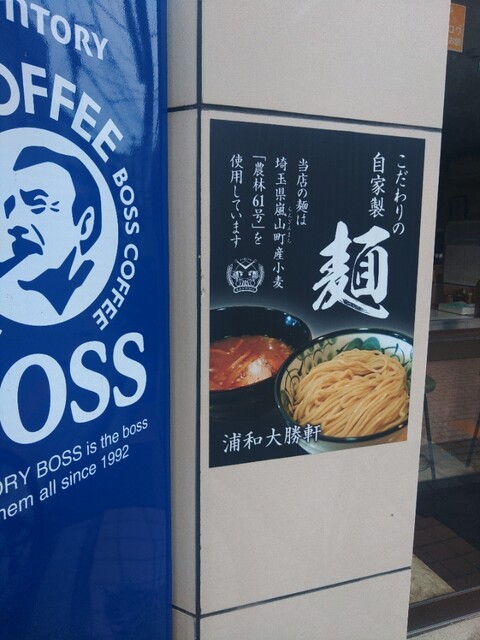 NTORY
OFFEE
BOSS COFFEE
OSS
ORY BOSS is the boss
hem all since 1992
こだわりの
自家製
麺
当店の麺は
埼玉県嵐山町産小麦
「農林61号」を
使用しています
浦和大勝軒